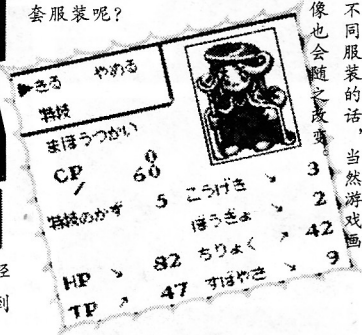 套服装呢？
不同服装的话，当然游戏画
像也会随之改变。
▶きる やめる
特技
まほうつかい
CP 0
/ 60
特技のかず 5
こうげき ↘ 3
ぼうぎょ ↘ 2
HP ↘ 82 ちりょく ↗ 42
TP ↗ 47 すばやさ ↘ 9
到